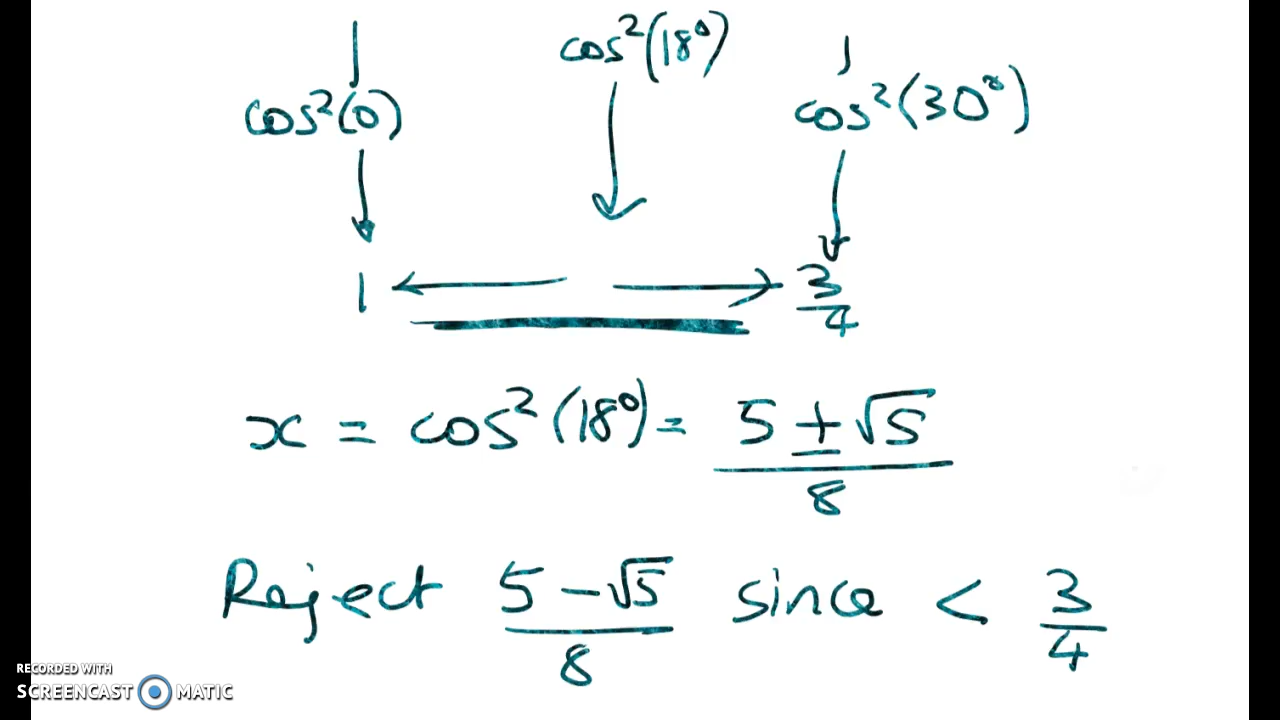 cos²(18°)
cos²(0) cos²(30°)
1 3/4
x = cos²(18°) = (5 ± √5)/8
Reject (5 - √5)/8 since < 3/4
RECORDED WITH
SCREENCAST MATIC